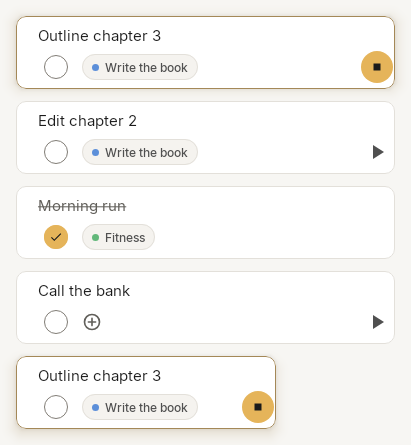 Outline chapter 3
Write the book
Edit chapter 2
Write the book
Morning run
Fitness
Call the bank
Outline chapter 3
Write the book